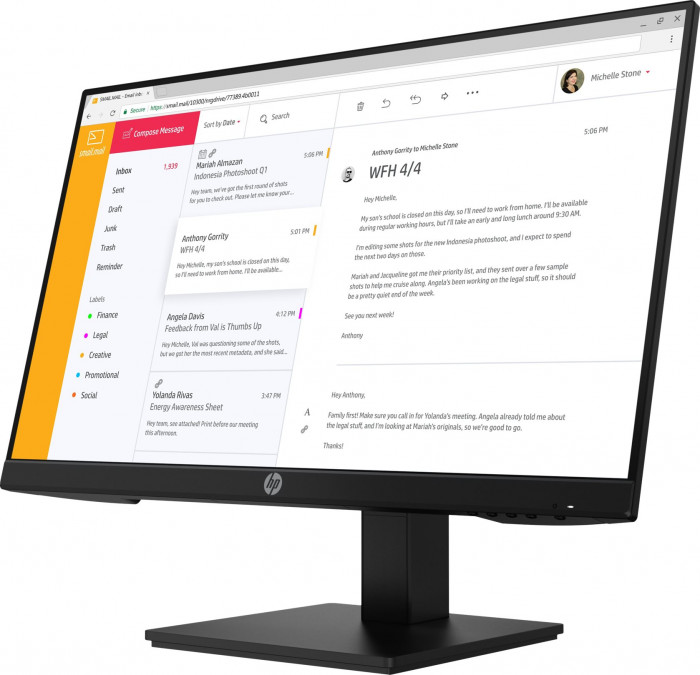 SMAIL.MAIL - Email Inbo
Secure
https://smail.mail/10300/mgdrive/77389.4b0011
smail.mail
Compose Message
Sort by Date
Search
Michelle Stone
Inbox 1,939
Sent
Draft
Junk
Trash
Reminder
Labels
Finance
Legal
Creative
Promotional
Social
Mariah Almazan 5:06 PM
Indonesia Photoshoot Q1
Hey team, we've got the first round of shots
for you to check out. Please let me know your...
Anthony Gorrity 5:01 PM
WFH 4/4
Hey Michelle, my son's school is closed on this day,
so I'll need to work from home. I'll be available...
Angela Davis 4:12 PM
Feedback from Val is Thumbs Up
Hey Michelle, Val was questioning some of the shots,
but we got her the most recent metadata, and she said...
Yolanda Rivas 3:47 PM
Energy Awareness Sheet
Hey team, see attached! Print before our meeting
this afternoon.
Anthony Gorrity to Michelle Stone 5:06 PM
WFH 4/4
Hey Michelle,
My son's school is closed on this day, so I'll need to work from home. I'll be available
during regular working hours, but I'll take an early and long lunch around 9:30 AM.
I'm editing some shots for the new Indonesia photoshoot, and I expect to spend
the next two days on those.
Mariah and Jacqueline got me their priority list, and they sent over a few sample
shots to help me cruise along. Angela's been working on the legal stuff, so it should
be a pretty quiet end of the week.
See you next week!
Anthony
Hey Anthony,
A
Family first! Make sure you call in for Yolanda's meeting. Angela already told me about
the legal stuff, and I'm looking at Mariah's originals, so we're good to go.
Thanks!
hp